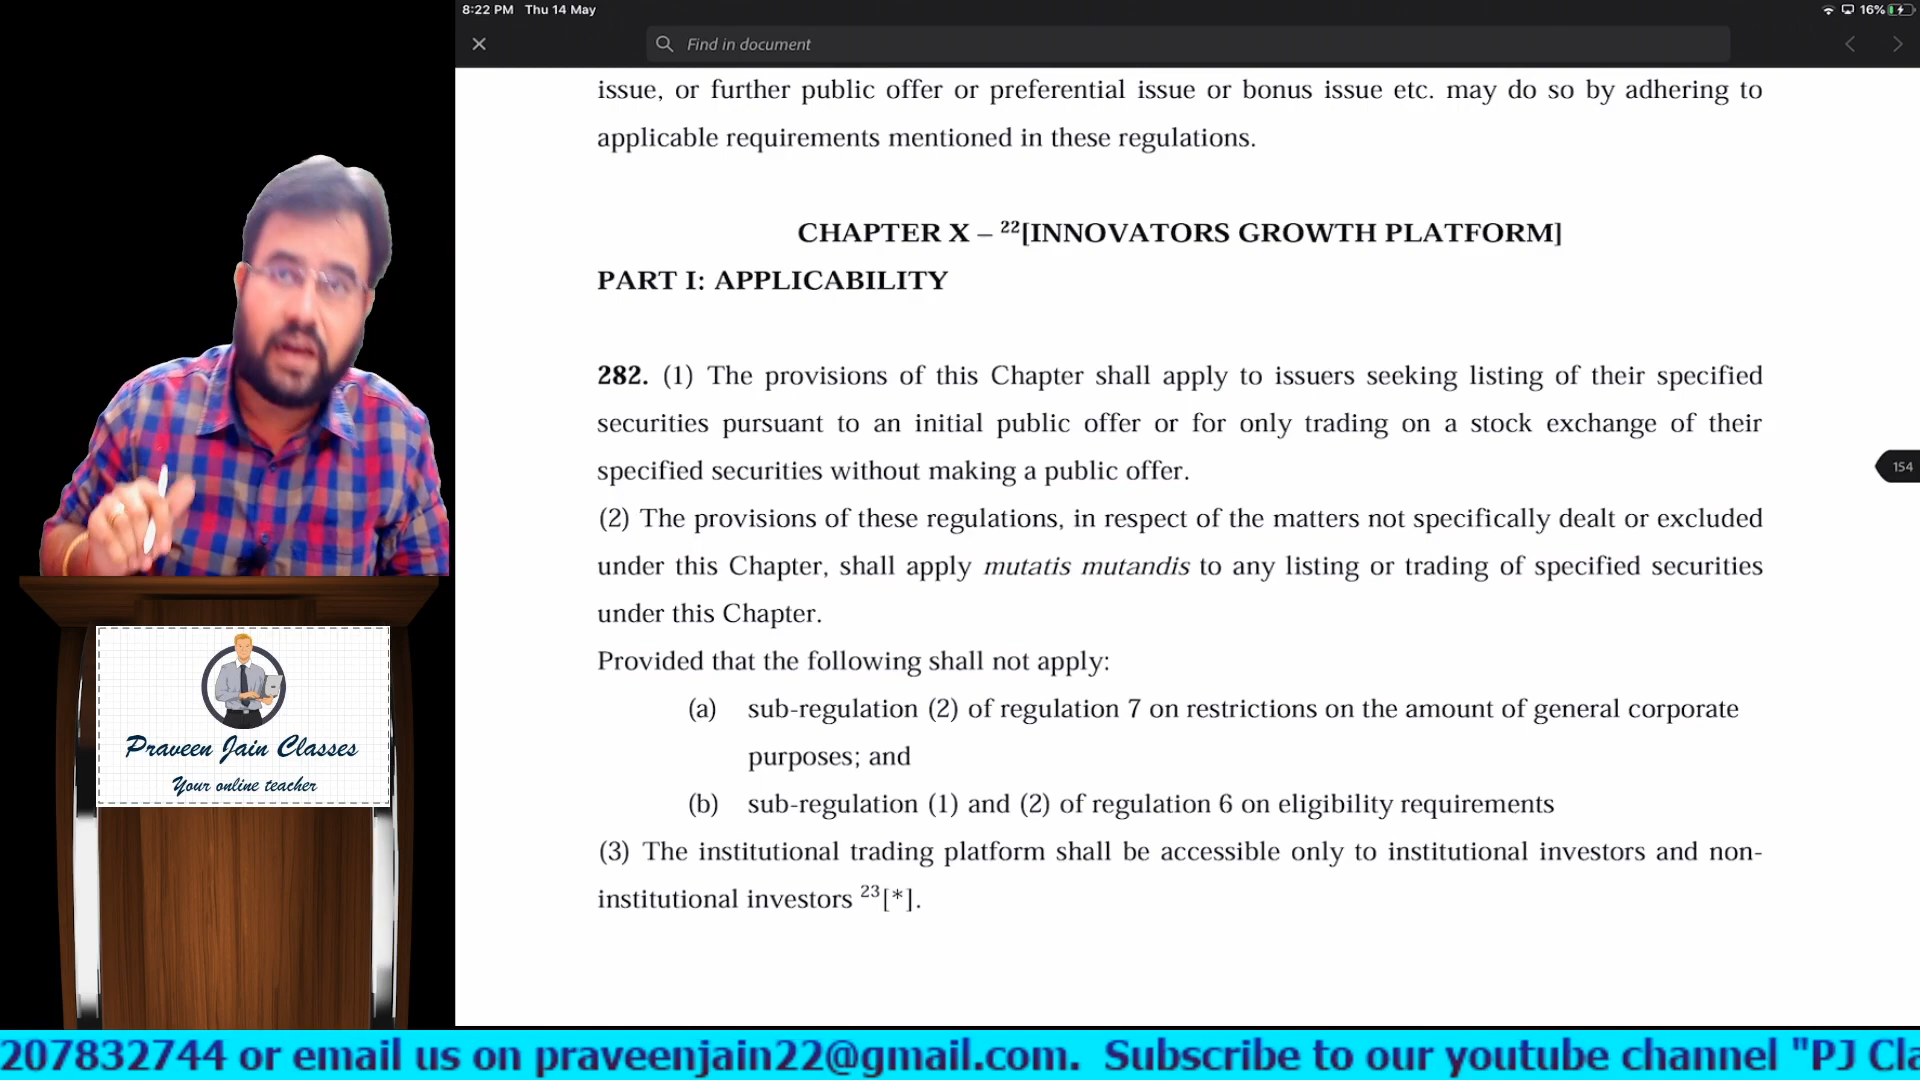 8:22 PM Thu 14 May
16%
Find in document
issue, or further public offer or preferential issue or bonus issue etc. may do so by adhering to
applicable requirements mentioned in these regulations.
CHAPTER X – 22[INNOVATORS GROWTH PLATFORM]
PART I: APPLICABILITY
282. (1) The provisions of this Chapter shall apply to issuers seeking listing of their specified
securities pursuant to an initial public offer or for only trading on a stock exchange of their
specified securities without making a public offer.
154
(2) The provisions of these regulations, in respect of the matters not specifically dealt or excluded
under this Chapter, shall apply mutatis mutandis to any listing or trading of specified securities
under this Chapter.
Provided that the following shall not apply:
(a) sub-regulation (2) of regulation 7 on restrictions on the amount of general corporate
purposes; and
(b) sub-regulation (1) and (2) of regulation 6 on eligibility requirements
(3) The institutional trading platform shall be accessible only to institutional investors and non-
institutional investors 23[*].
Praveen Jain Classes
Your online teacher
207832744 or email us on praveenjain22@gmail.com. Subscribe to our youtube channel "PJ Cla